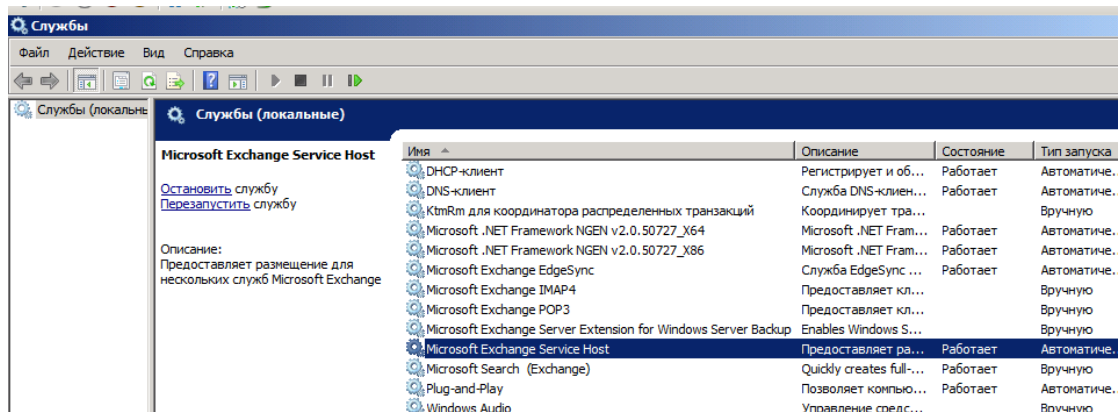 Службы
Файл Действие Вид Справка
Службы (локальнь
Службы (локальные)
Microsoft Exchange Service Host
Остановить службу
Перезапустить службу
Описание:
Предоставляет размещение для
нескольких служб Microsoft Exchange
Имя Описание Состояние Тип запуска
DHCP-клиент Регистрирует и об... Работает Автоматиче...
DNS-клиент Служба DNS-клиен... Работает Автоматиче...
KtmRm для координатора распределенных транзакций Координирует тра... Вручную
Microsoft .NET Framework NGEN v2.0.50727_X64 Microsoft .NET Fram... Работает Автоматиче...
Microsoft .NET Framework NGEN v2.0.50727_X86 Microsoft .NET Fram... Работает Автоматиче...
Microsoft Exchange EdgeSync Служба EdgeSync ... Работает Автоматиче...
Microsoft Exchange IMAP4 Предоставляет кл... Вручную
Microsoft Exchange POP3 Предоставляет кл... Вручную
Microsoft Exchange Server Extension for Windows Server Backup Enables Windows S... Вручную
Microsoft Exchange Service Host Предоставляет ра... Работает Автоматиче...
Microsoft Search (Exchange) Quickly creates full-... Работает Вручную
Plug-and-Play Позволяет компью... Работает Автоматиче...
Windows Audio Управление средс... Вручную